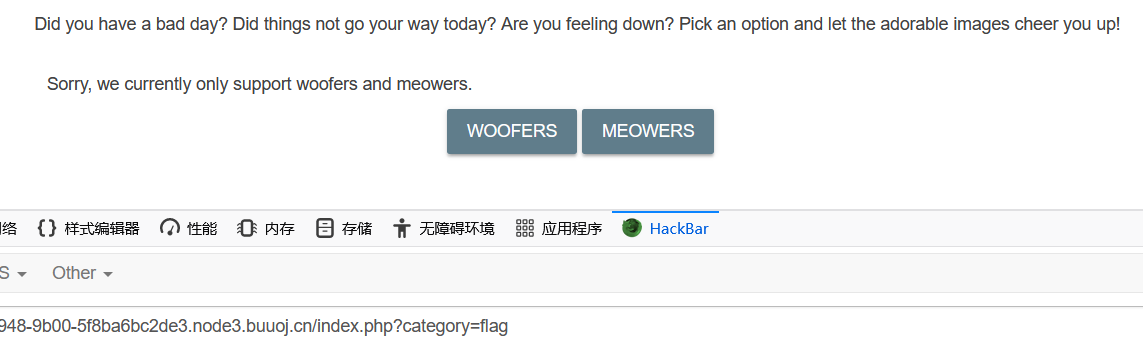 Did you have a bad day? Did things not go your way today? Are you feeling down? Pick an option and let the adorable images cheer you up!
Sorry, we currently only support woofers and meowers.
WOOFERS MEOWERS
络 {} 样式编辑器 性能 内存 存储 无障碍环境 应用程序 HackBar
S Other
948-9b00-5f8ba6bc2de3.node3.buuoj.cn/index.php?category=flag